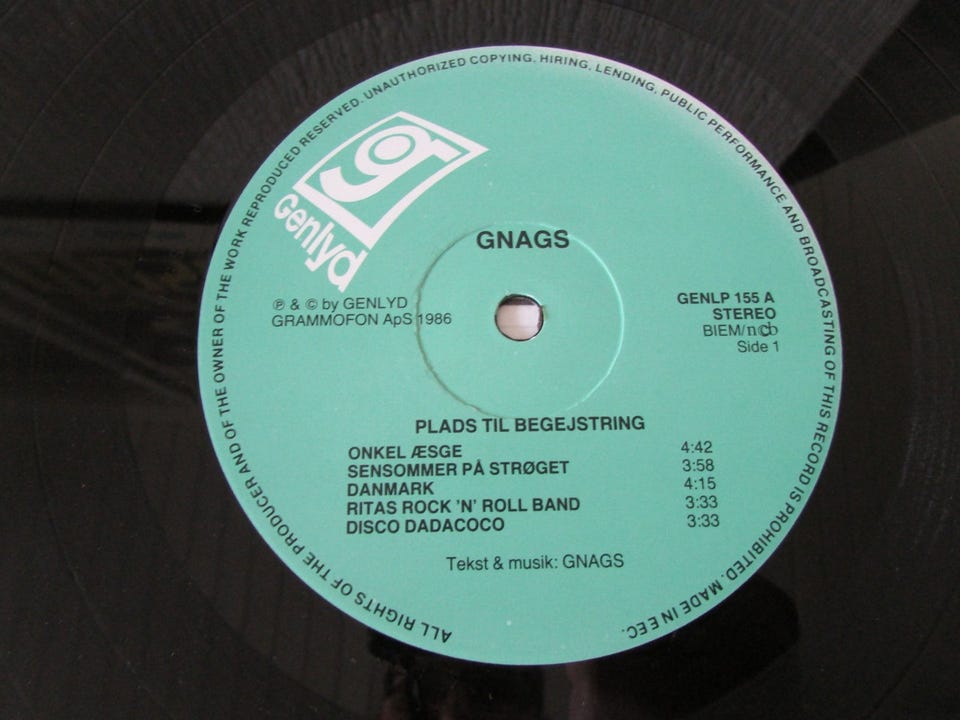 ALL RIGHTS OF THE PRODUCER AND OF THE OWNER OF THE WORK REPRODUCED RESERVED. UNAUTHORIZED COPYING, HIRING, LENDING, PUBLIC PERFORMANCE AND BROADCASTING OF THIS RECORD IS PROHIBITED. MADE IN EEC.
g
Genlyd
GNAGS
℗ & © by GENLYD
GRAMMOFON ApS 1986
GENLP 155 A
STEREO
BIEM/ncb
Side 1
PLADS TIL BEGEJSTRING
ONKEL ÆSGE 4:42
SENSOMMER PÅ STRØGET 3:58
DANMARK 4:15
RITAS ROCK 'N' ROLL BAND 3:33
DISCO DADACOCO 3:33
Tekst & musik: GNAGS